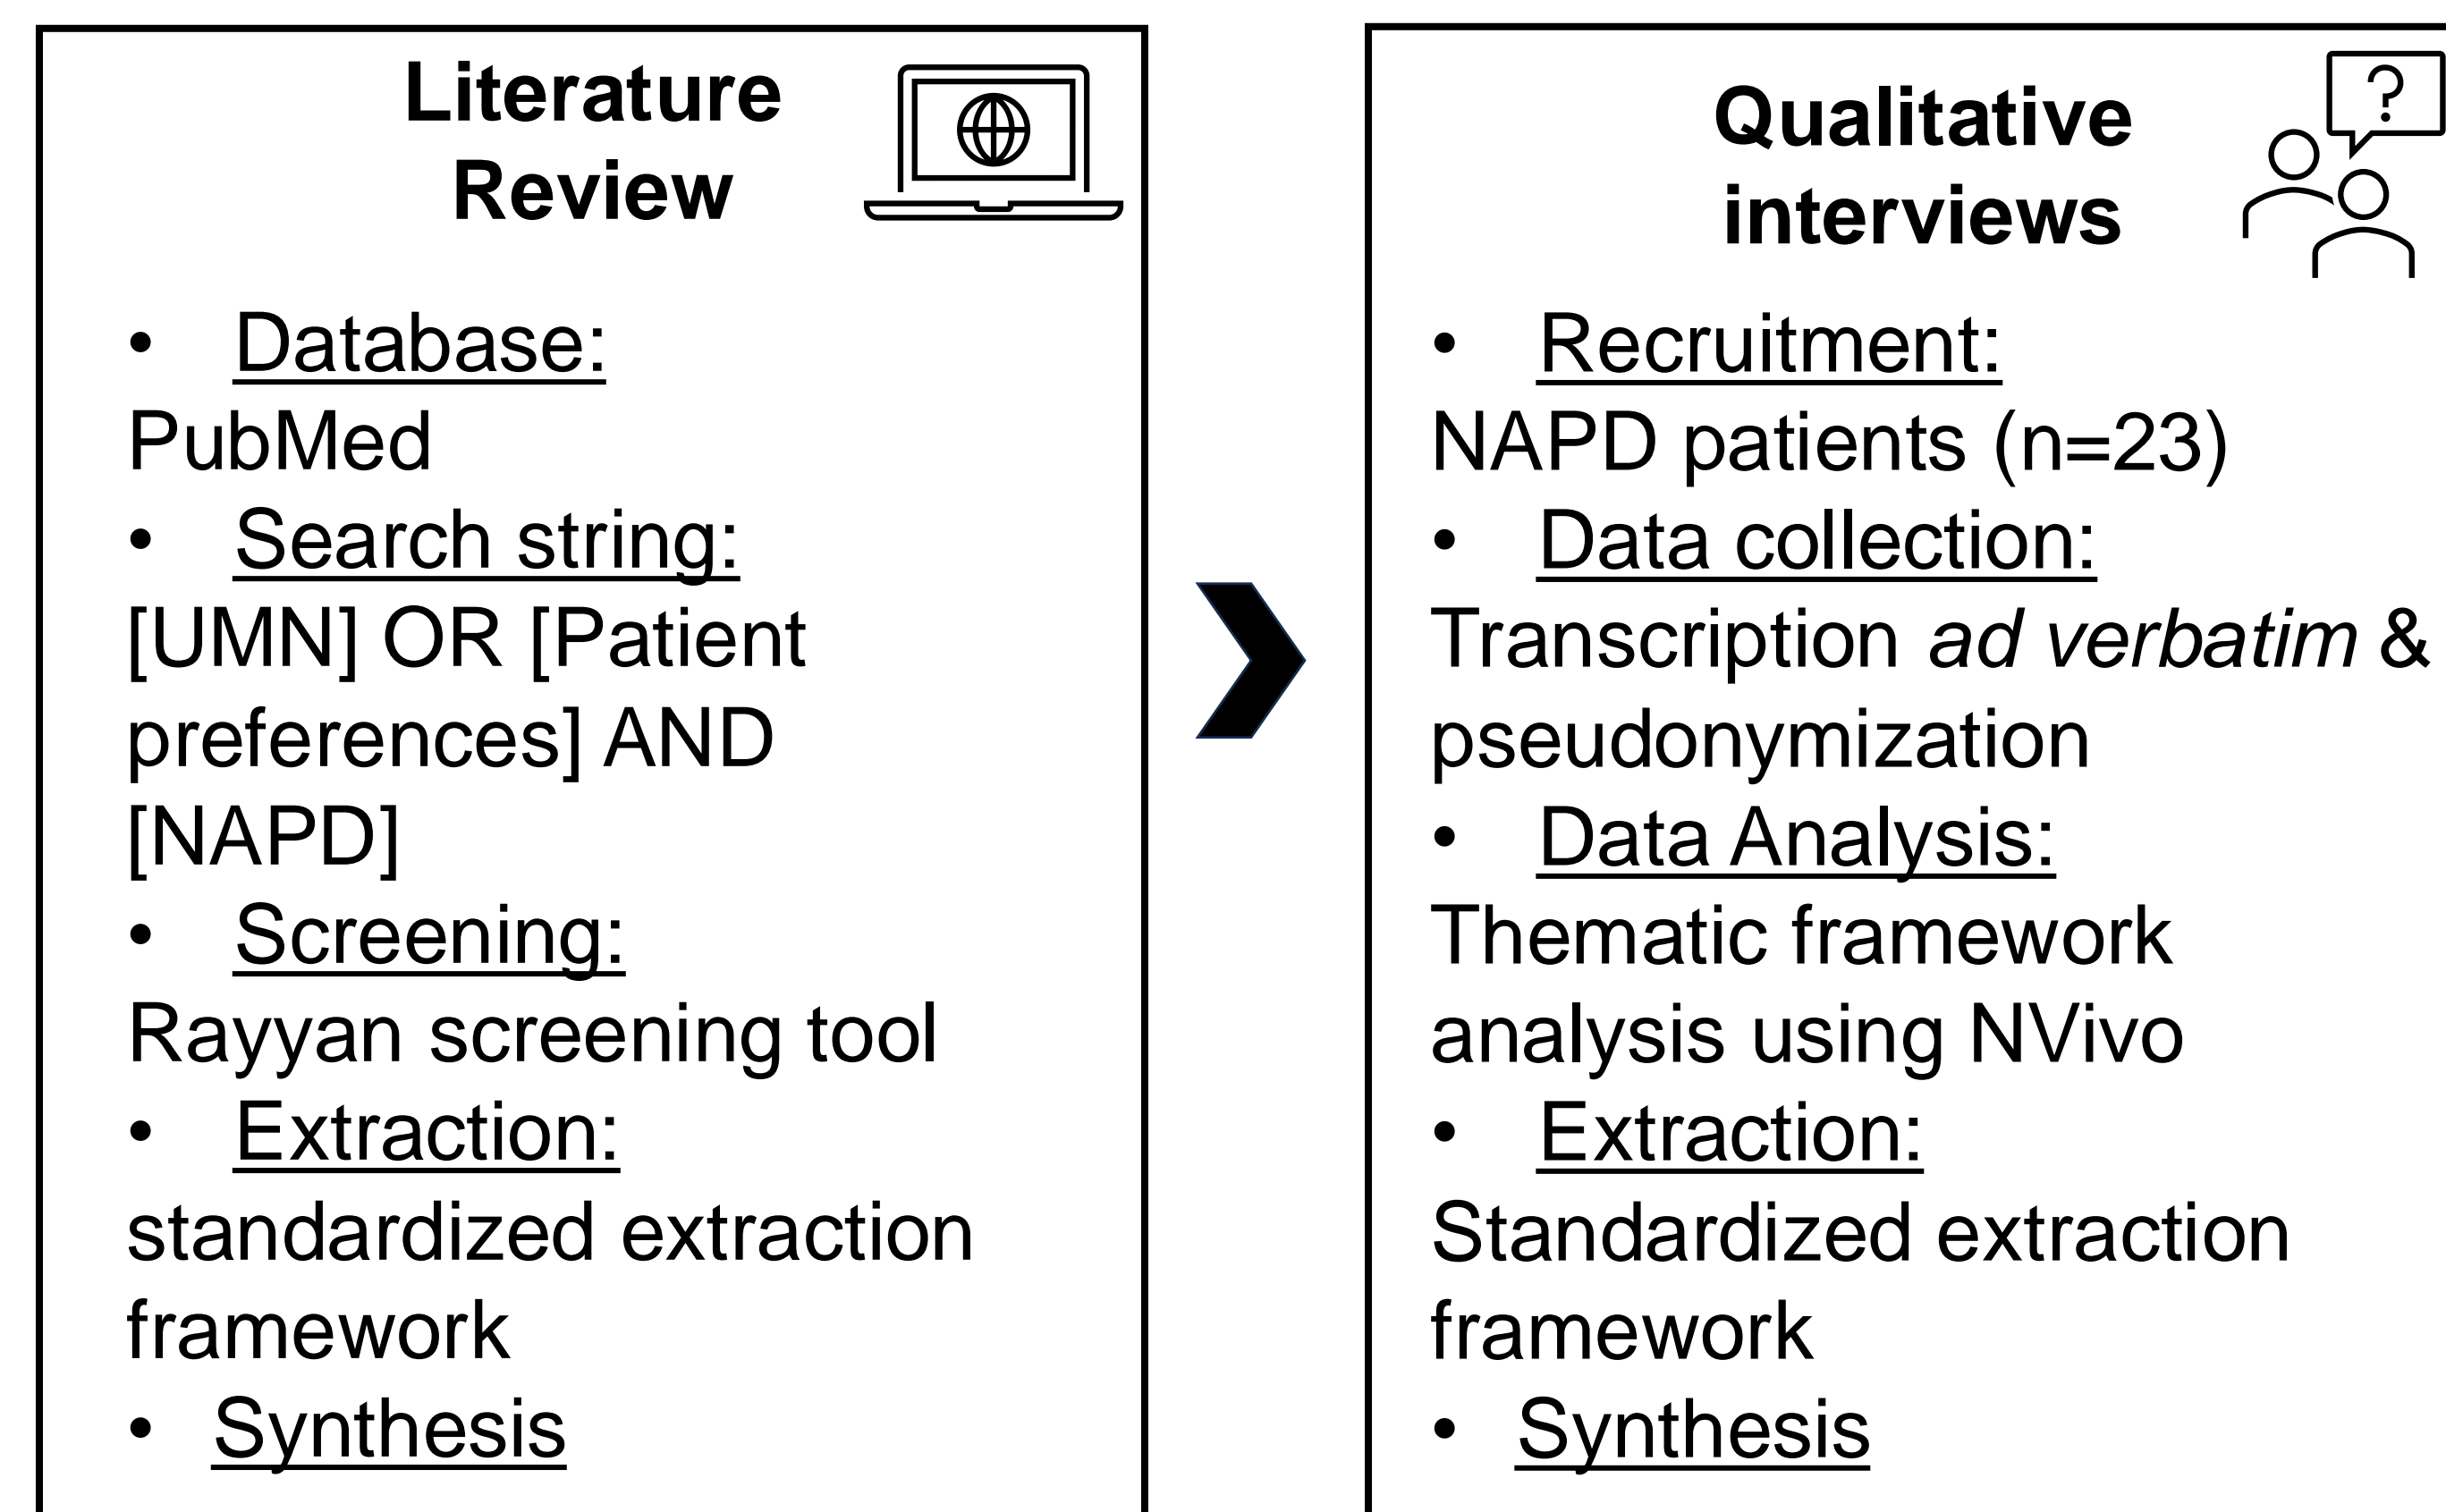 Literature
Review
• Database:
PubMed
• Search string:
[UMN] OR [Patient
preferences] AND
[NAPD]
• Screening:
Rayyan screening tool
• Extraction:
standardized extraction
framework
• Synthesis
Qualitative
interviews
?
• Recruitment:
NAPD patients (n=23)
• Data collection:
Transcription ad verbatim &
pseudonymization
• Data Analysis:
Thematic framework
analysis using NVivo
• Extraction:
Standardized extraction
framework
• Synthesis